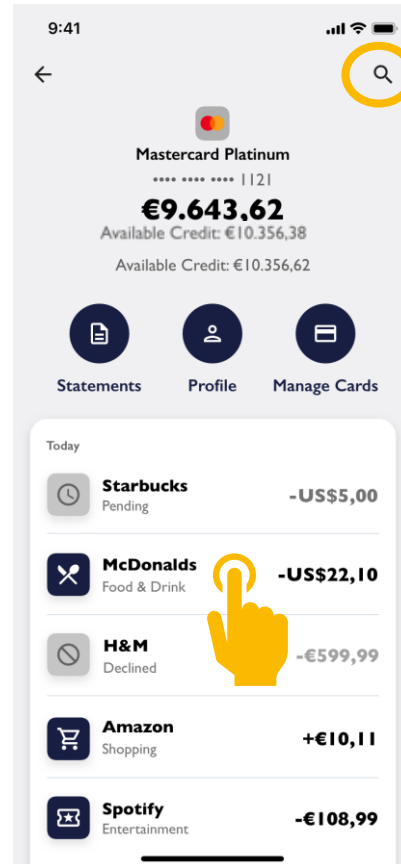 9:41
Mastercard Platinum
•••• •••• •••• 1121
€9.643,62
Available Credit: €10.356,38
Available Credit: €10.356,62
Statements Profile Manage Cards
Today
Starbucks
Pending
-US$5,00
McDonalds
Food & Drink
-US$22,10
H&M
Declined
-€599,99
Amazon
Shopping
+€10,11
Spotify
Entertainment
-€108,99